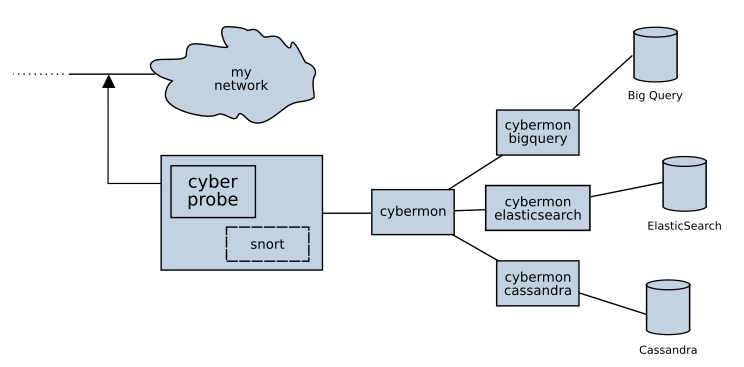 my
network
Big Query
cybermon
bigquery
cyber
probe
snort
cybermon
cybermon
elasticsearch
ElasticSearch
cybermon
cassandra
Cassandra